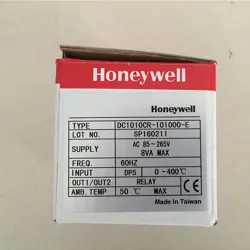 Honeywell
Honeywell
TYPE DC1010CR-101000-E
LOT NO. SP160211
SUPPLY AC 85~265V
8VA MAX
FREQ. 60HZ
INPUT DP5 0~400℃
OUT1/OUT2 RELAY
AMB.TEMP 50 ℃ MAX
Made In Taiwan